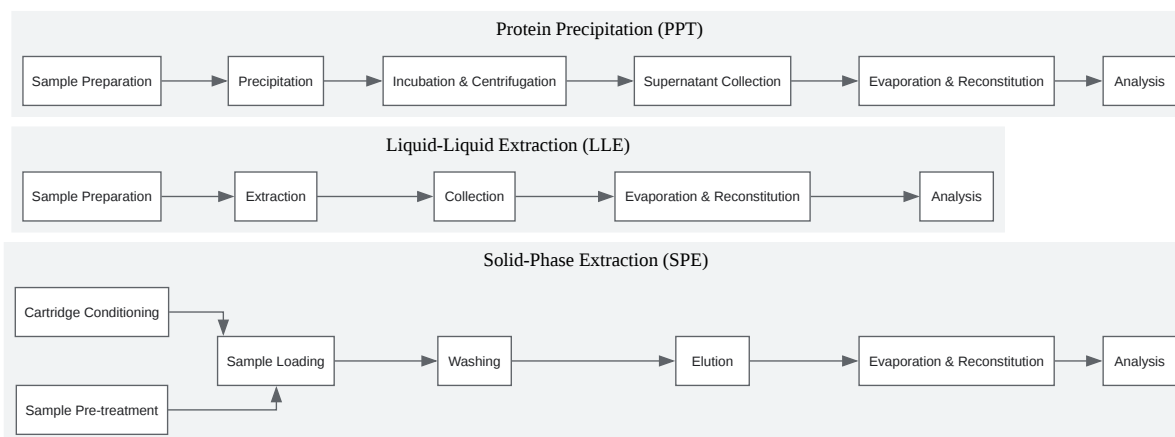 Protein Precipitation (PPT)
Sample Preparation
Precipitation
Incubation & Centrifugation
Supernatant Collection
Evaporation & Reconstitution
Analysis
Liquid-Liquid Extraction (LLE)
Sample Preparation
Extraction
Collection
Evaporation & Reconstitution
Analysis
Solid-Phase Extraction (SPE)
Cartridge Conditioning
Sample Pre-treatment
Sample Loading
Washing
Elution
Evaporation & Reconstitution
Analysis